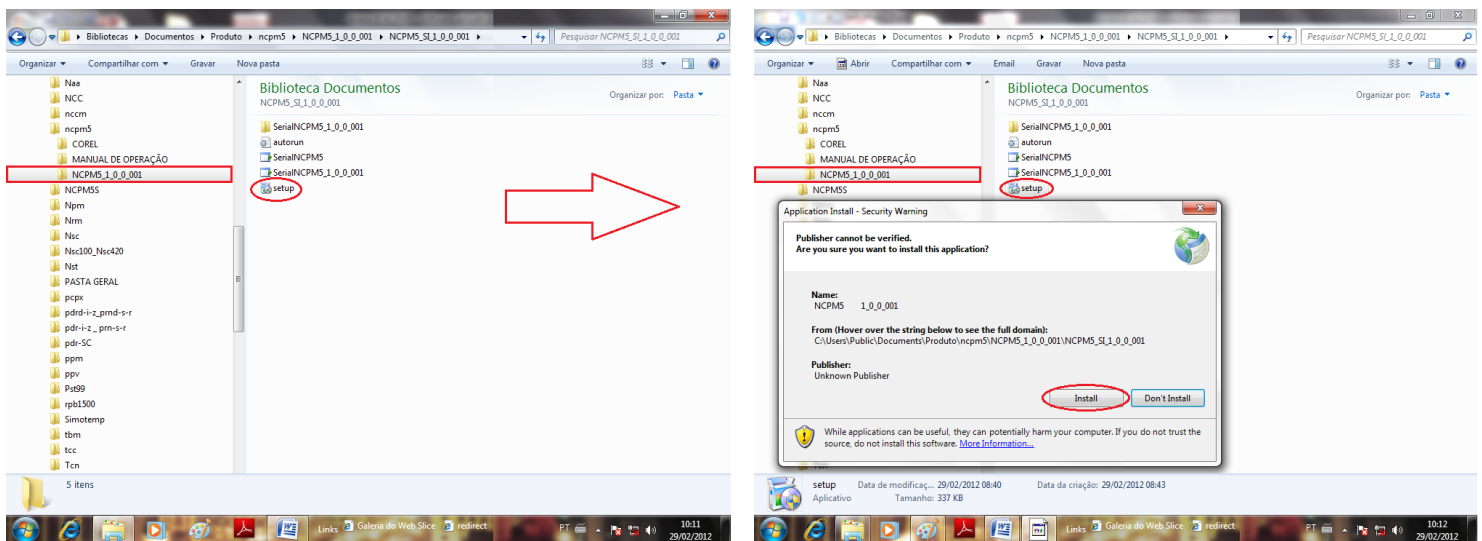 Bibliotecas ▸ Documentos ▸ Produto ▸ ncpm5 ▸ NCPM5_1_0_0_001 ▸ NCPM5_SI_1_0_0_001 ▸
Pesquisar NCPM5_SI_1_0_0_001
Organizar Compartilhar com Gravar Nova pasta
Naa
NCC
nccm
ncpm5
COREL
MANUAL DE OPERAÇÃO
NCPM5_1_0_0_001
NCPM5S
Npm
Nrm
Nsc
Nsc100_Nsc420
Nst
PASTA GERAL
pcpx
pdrd-i-z_prnd-s-r
pdr-i-z _ prn-s-r
pdr-SC
ppm
ppv
Pst99
rpb1500
Simotemp
tbm
tcc
Tcn
Biblioteca Documentos
NCPM5_SI_1_0_0_001
Organizar por: Pasta
SerialNCPM5_1_0_0_001
autorun
SerialNCPM5
SerialNCPM5_1_0_0_001
setup
5 itens
Links Galeria do Web Slice redirect
PT
10:11
29/02/2012
Bibliotecas ▸ Documentos ▸ Produto ▸ ncpm5 ▸ NCPM5_1_0_0_001 ▸ NCPM5_SI_1_0_0_001 ▸
Pesquisar NCPM5_SI_1_0_0_001
Organizar Abrir Compartilhar com Email Gravar Nova pasta
Naa
NCC
nccm
ncpm5
COREL
MANUAL DE OPERAÇÃO
NCPM5_1_0_0_001
NCPM5S
Biblioteca Documentos
NCPM5_SI_1_0_0_001
Organizar por: Pasta
SerialNCPM5_1_0_0_001
autorun
SerialNCPM5
SerialNCPM5_1_0_0_001
setup
Application Install - Security Warning
Publisher cannot be verified.
Are you sure you want to install this application?
Name:
NCPM5 1_0_0_001
From (Hover over the string below to see the full domain):
C:\Users\Public\Documents\Produto\ncpm5\NCPM5_1_0_0_001\NCPM5_SI_1_0_0_001
Publisher:
Unknown Publisher
Install Don't Install
While applications can be useful, they can potentially harm your computer. If you do not trust the
source, do not install this software. More Information...
setup Data de modificaç... 29/02/2012 08:40 Data da criação: 29/02/2012 08:43
Aplicativo Tamanho: 337 KB
Links Galeria do Web Slice redirect
PT
10:12
29/02/2012